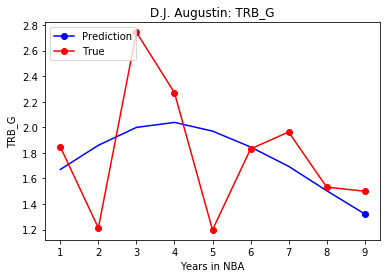 D.J. Augustin: TRB_G
Prediction
True
2.8
2.6
2.4
2.2
2.0
1.8
1.6
1.4
1.2
TRB_G
1 2 3 4 5 6 7 8 9
Years in NBA